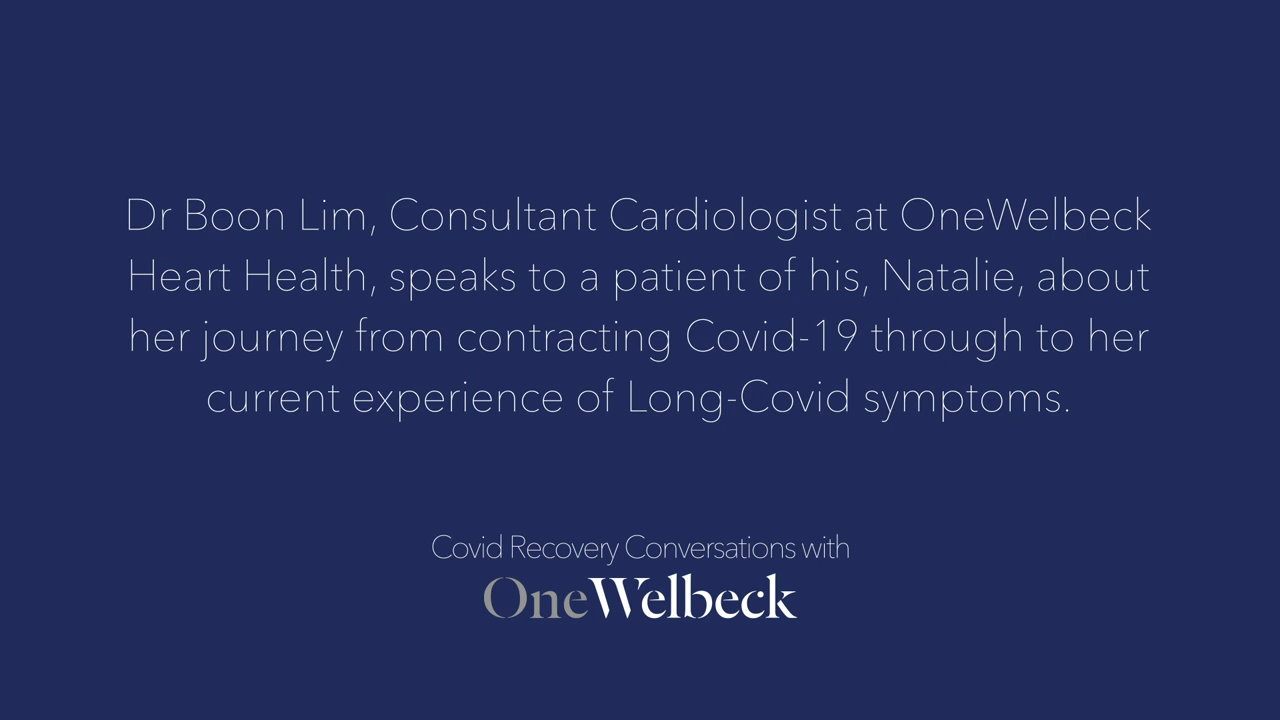 Dr Boon Lim, Consultant Cardiologist at OneWelbeck
Heart Health, speaks to a patient of his, Natalie, about
her journey from contracting Covid-19 through to her
current experience of Long-Covid symptoms.
Covid Recovery Conversations with
OneWelbeck